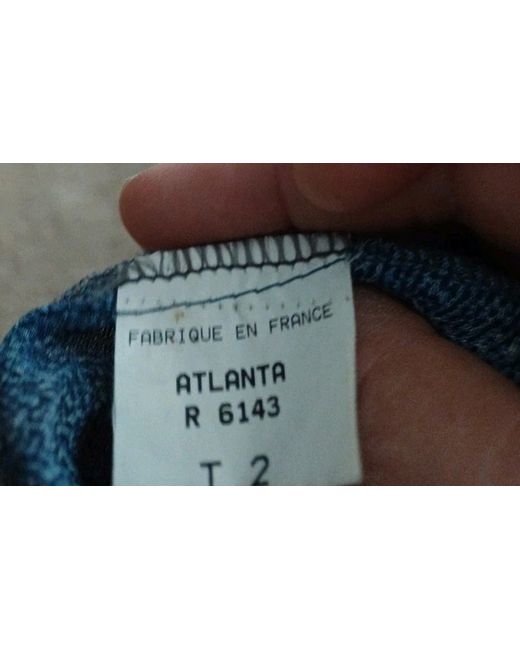 FABRIQUE EN FRANCE
ATLANTA
R 6143
T 2